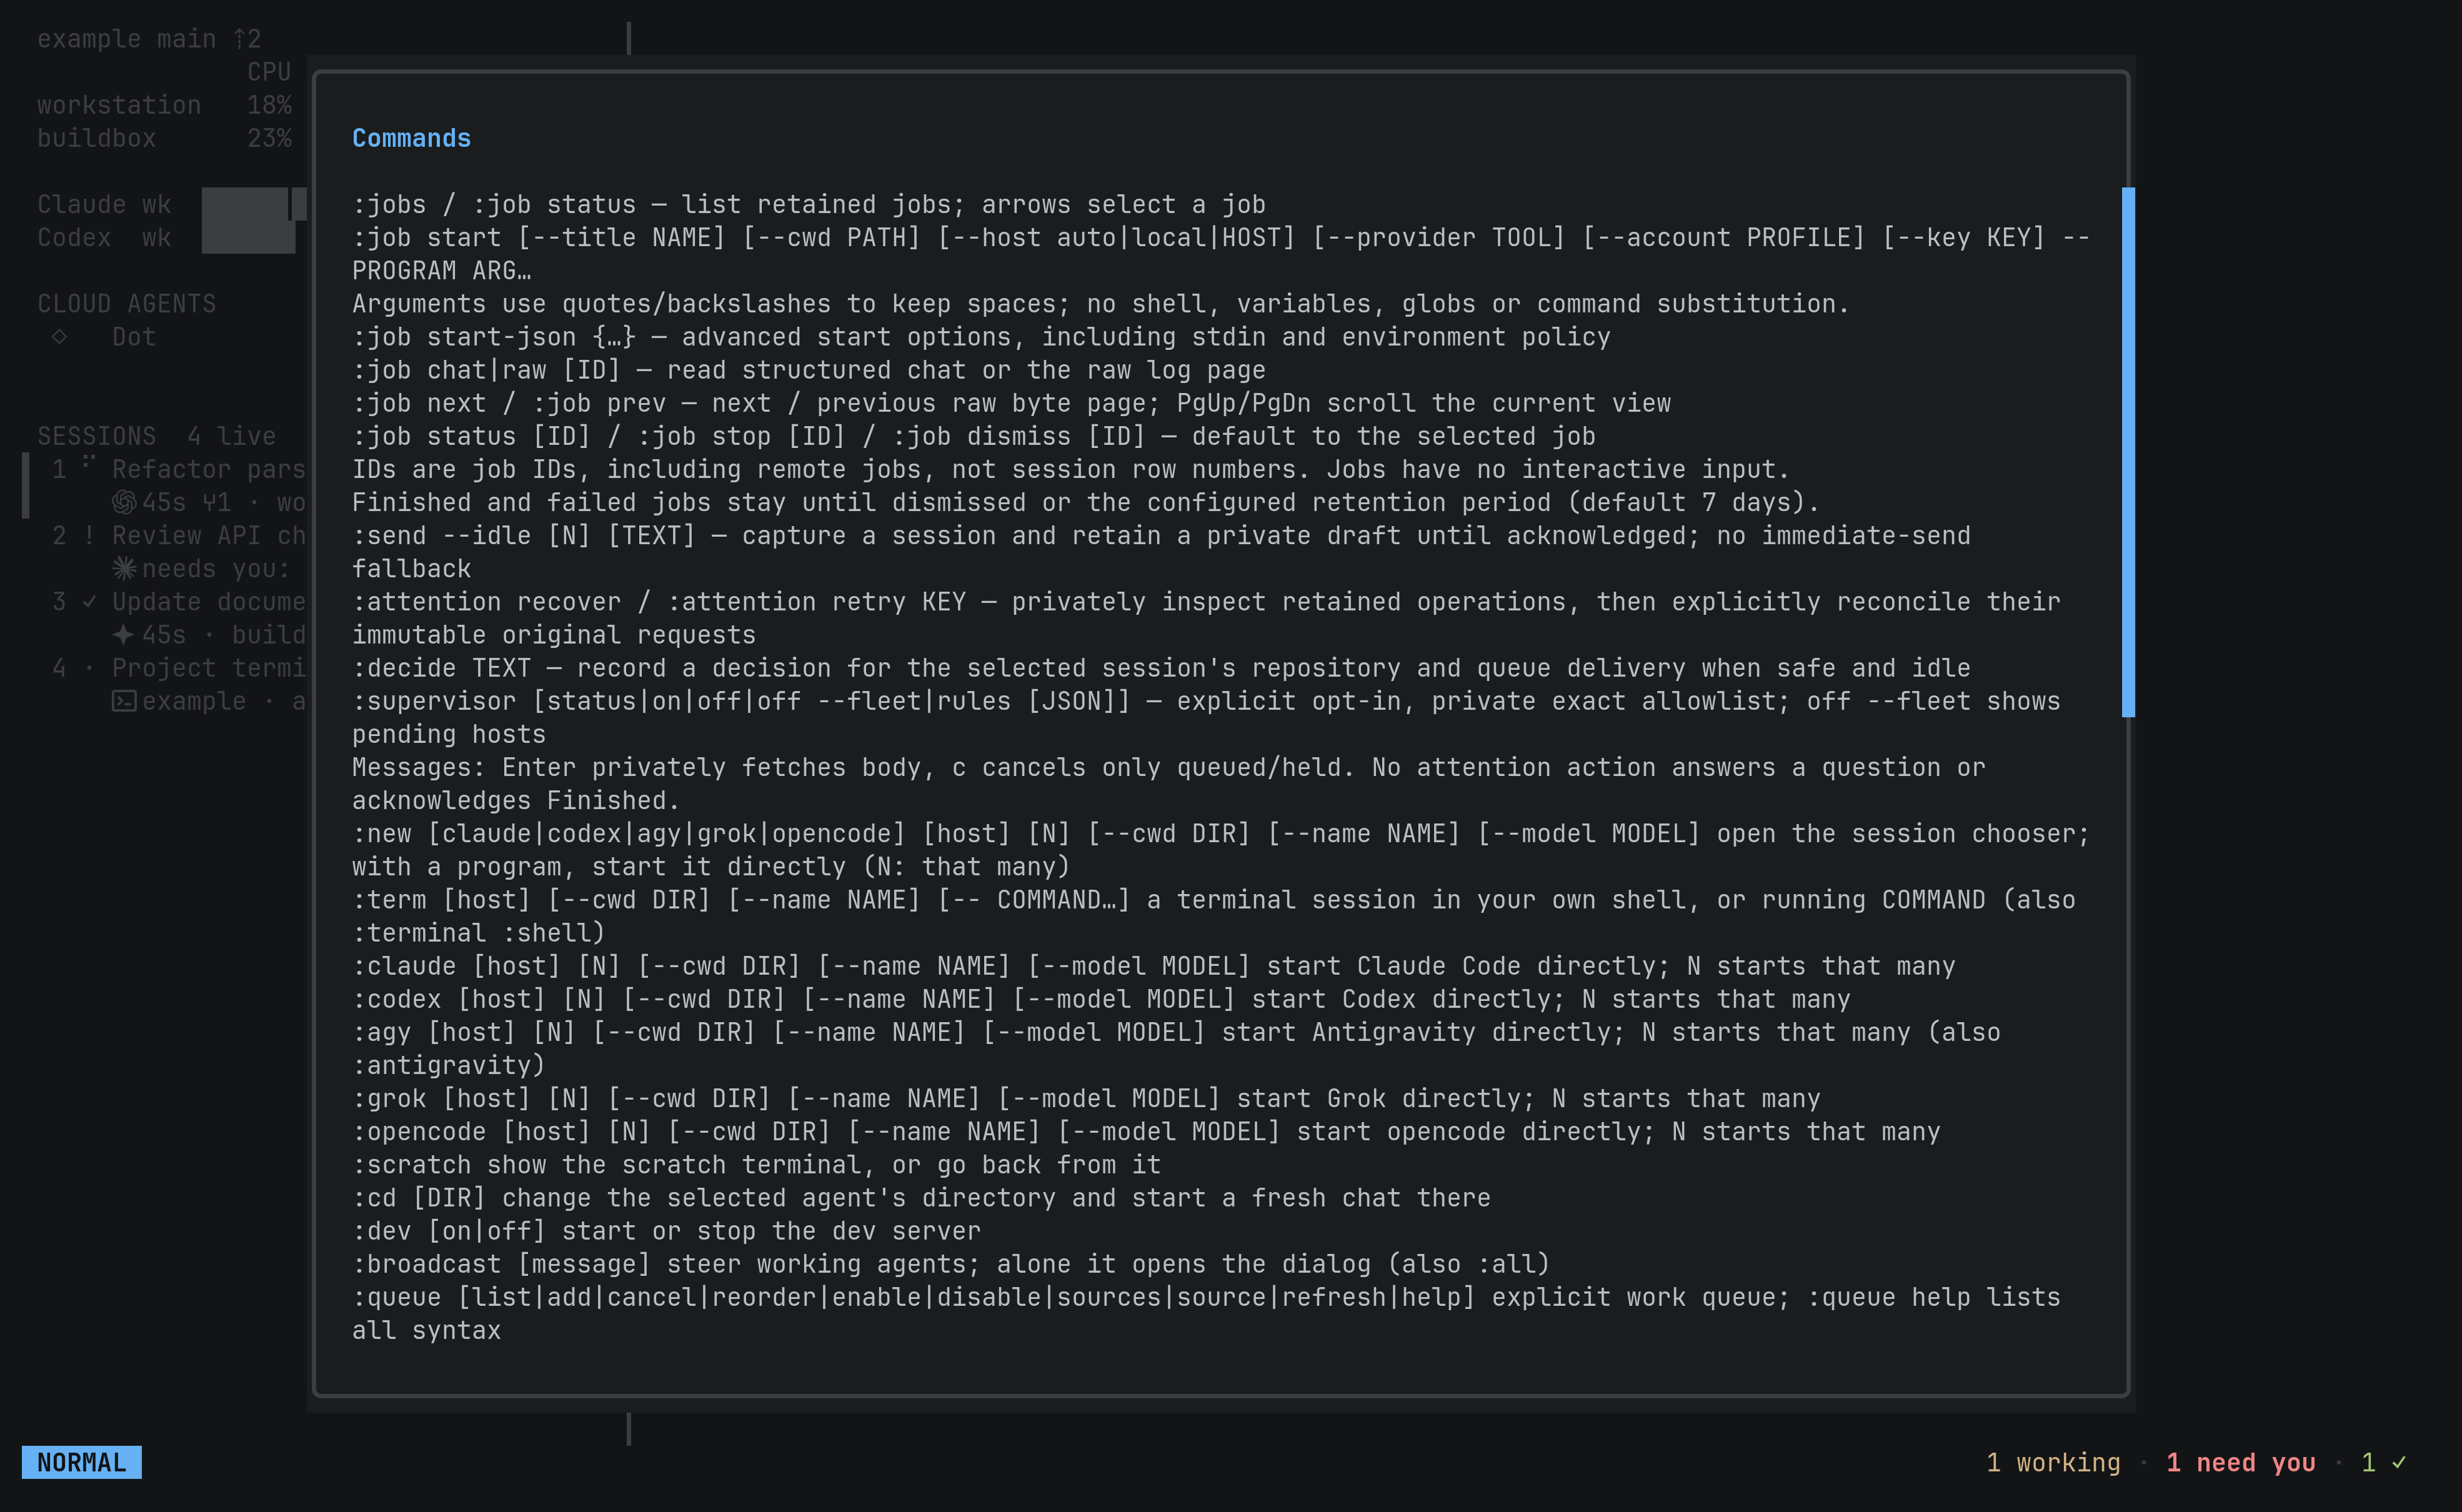 example main ⇡2
CPU
workstation 18%
buildbox 23%
Claude wk
Codex wk
CLOUD AGENTS
◇ Dot
SESSIONS 4 live
1 Refactor pars
45s ⑂1 · wo
2 ! Review API ch
needs you:
3 ✓ Update docume
45s · build
4 · Project termi
example · a
Commands
:jobs / :job status — list retained jobs; arrows select a job
:job start [--title NAME] [--cwd PATH] [--host auto|local|HOST] [--provider TOOL] [--account PROFILE] [--key KEY] --
PROGRAM ARG…
Arguments use quotes/backslashes to keep spaces; no shell, variables, globs or command substitution.
:job start-json {…} — advanced start options, including stdin and environment policy
:job chat|raw [ID] — read structured chat or the raw log page
:job next / :job prev — next / previous raw byte page; PgUp/PgDn scroll the current view
:job status [ID] / :job stop [ID] / :job dismiss [ID] — default to the selected job
IDs are job IDs, including remote jobs, not session row numbers. Jobs have no interactive input.
Finished and failed jobs stay until dismissed or the configured retention period (default 7 days).
:send --idle [N] [TEXT] — capture a session and retain a private draft until acknowledged; no immediate-send
fallback
:attention recover / :attention retry KEY — privately inspect retained operations, then explicitly reconcile their
immutable original requests
:decide TEXT — record a decision for the selected session's repository and queue delivery when safe and idle
:supervisor [status|on|off|off --fleet|rules [JSON]] — explicit opt-in, private exact allowlist; off --fleet shows
pending hosts
Messages: Enter privately fetches body, c cancels only queued/held. No attention action answers a question or
acknowledges Finished.
:new [claude|codex|agy|grok|opencode] [host] [N] [--cwd DIR] [--name NAME] [--model MODEL] open the session chooser;
with a program, start it directly (N: that many)
:term [host] [--cwd DIR] [--name NAME] [-- COMMAND…] a terminal session in your own shell, or running COMMAND (also
:terminal :shell)
:claude [host] [N] [--cwd DIR] [--name NAME] [--model MODEL] start Claude Code directly; N starts that many
:codex [host] [N] [--cwd DIR] [--name NAME] [--model MODEL] start Codex directly; N starts that many
:agy [host] [N] [--cwd DIR] [--name NAME] [--model MODEL] start Antigravity directly; N starts that many (also
:antigravity)
:grok [host] [N] [--cwd DIR] [--name NAME] [--model MODEL] start Grok directly; N starts that many
:opencode [host] [N] [--cwd DIR] [--name NAME] [--model MODEL] start opencode directly; N starts that many
:scratch show the scratch terminal, or go back from it
:cd [DIR] change the selected agent's directory and start a fresh chat there
:dev [on|off] start or stop the dev server
:broadcast [message] steer working agents; alone it opens the dialog (also :all)
:queue [list|add|cancel|reorder|enable|disable|sources|source|refresh|help] explicit work queue; :queue help lists
all syntax
NORMAL
1 working · 1 need you · 1 ✓